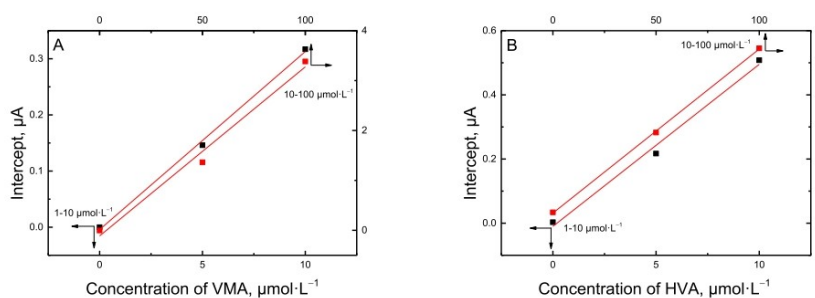 0 50 100
A
4
0.3
10-100 µmol·L⁻¹
0.2
2
0.1
1-10 µmol·L⁻¹
0.0
0
Intercept, µA
0 5 10
Concentration of VMA, µmol·L⁻¹
0 50 100
0.6
B
10-100 µmol·L⁻¹
0.4
0.2
1-10 µmol·L⁻¹
0.0
Intercept, µA
0 5 10
Concentration of HVA, µmol·L⁻¹